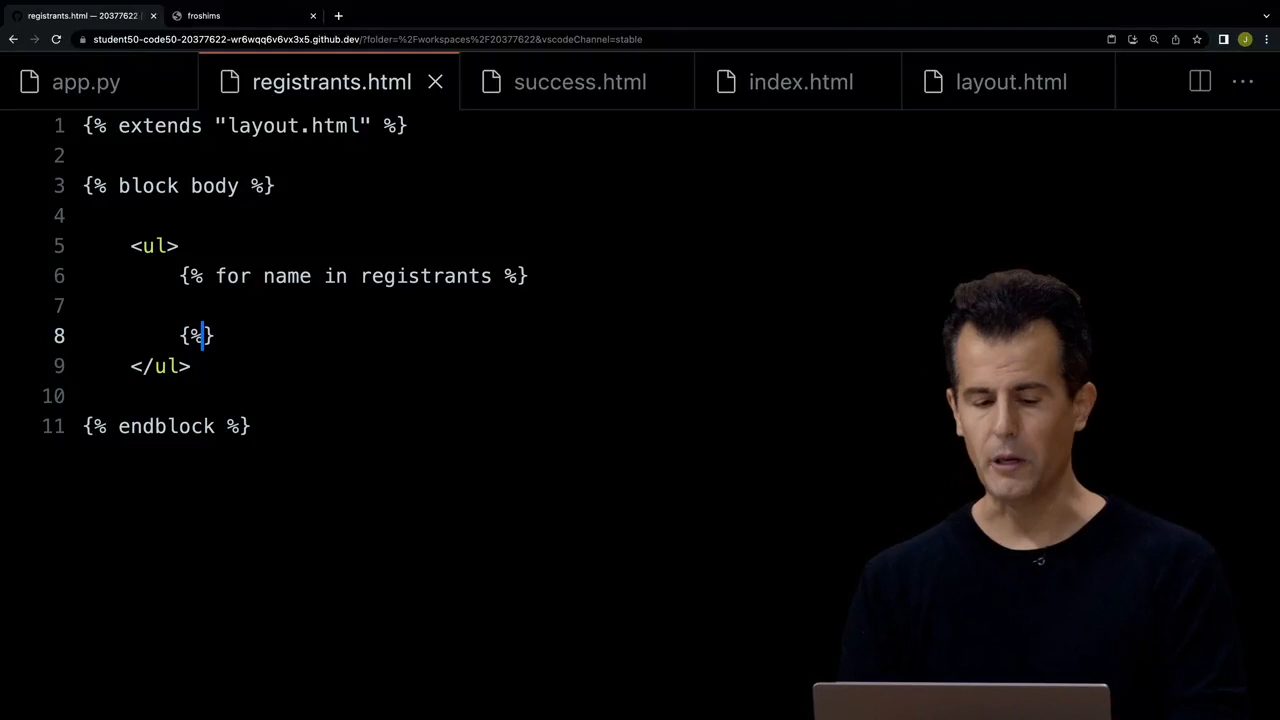 registrants.html — 20377622
froshims
student50-code50-20377622-wr6wqq6v6vx3x5.github.dev/?folder=%2Fworkspaces%2F20377622&vscodeChannel=stable
J
app.py
registrants.html
success.html
index.html
layout.html
1 {% extends "layout.html" %}
2
3 {% block body %}
4
5 <ul>
6 {% for name in registrants %}
7
8 {%}
9 </ul>
10
11 {% endblock %}